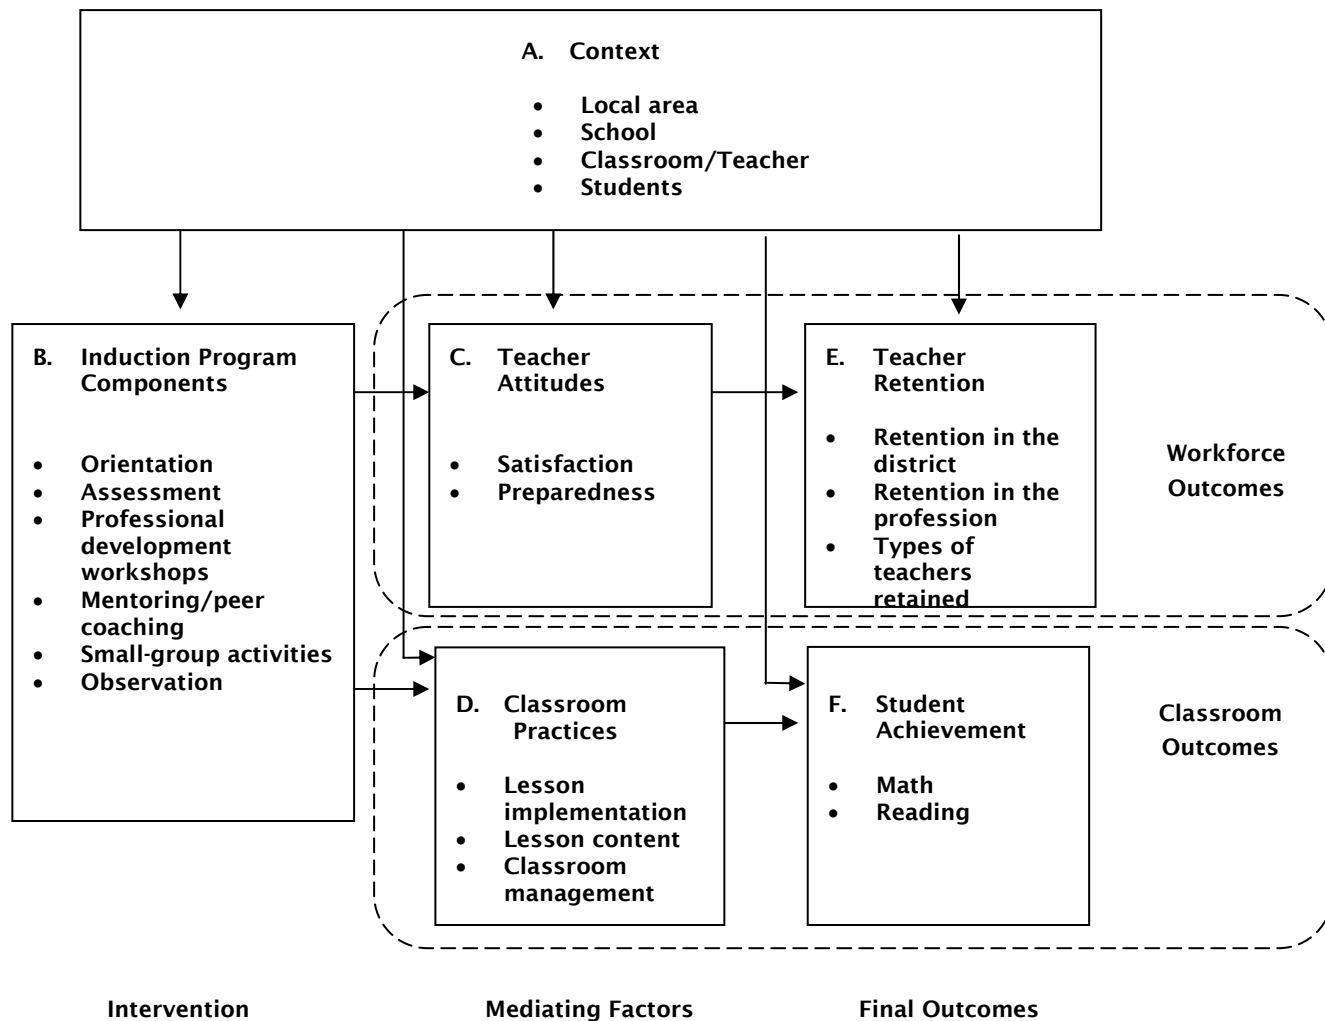 A. Context
• Local area
• School
• Classroom/Teacher
• Students
B. Induction Program
Components
• Orientation
• Assessment
• Professional
development
workshops
• Mentoring/peer
coaching
• Small-group activities
• Observation
C. Teacher
Attitudes
• Satisfaction
• Preparedness
E. Teacher
Retention
• Retention in the
district
• Retention in the
profession
• Types of
teachers
retained
Workforce
Outcomes
D. Classroom
Practices
• Lesson
implementation
• Lesson content
• Classroom
management
F. Student
Achievement
• Math
• Reading
Classroom
Outcomes
Intervention
Mediating Factors
Final Outcomes